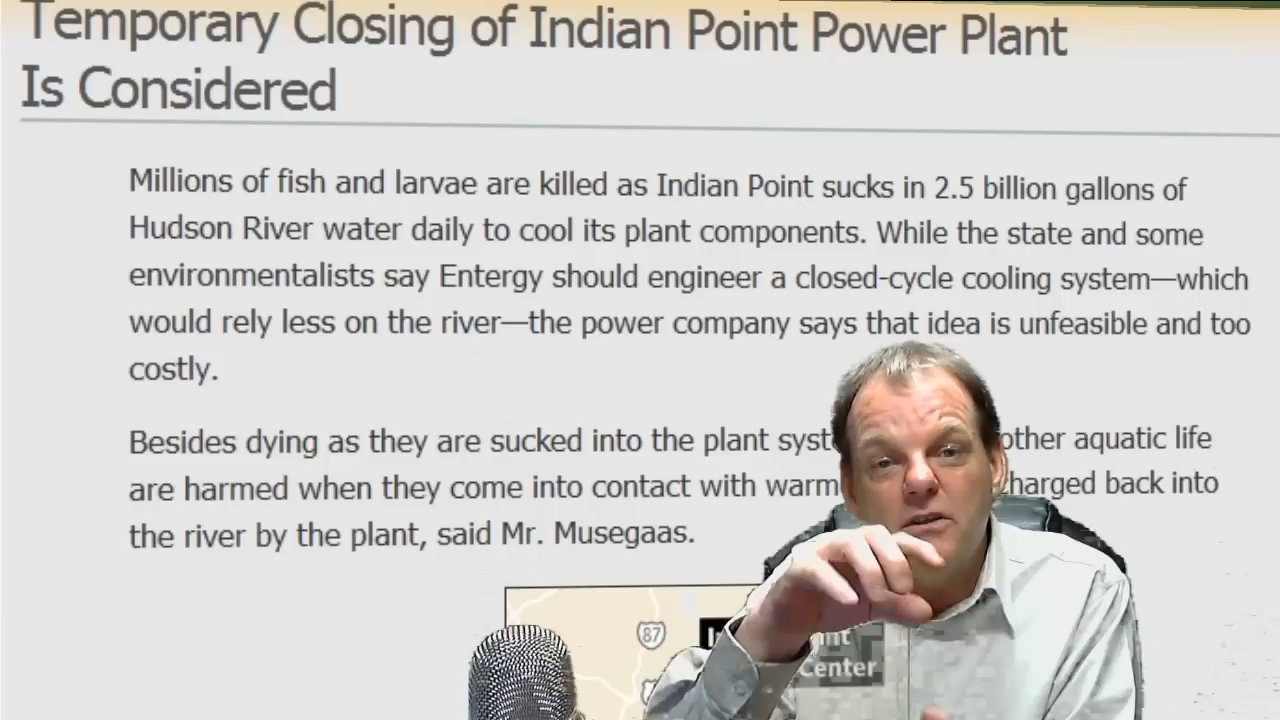 Temporary Closing of Indian Point Power Plant
Is Considered
Millions of fish and larvae are killed as Indian Point sucks in 2.5 billion gallons of
Hudson River water daily to cool its plant components. While the state and some
environmentalists say Entergy should engineer a closed-cycle cooling system—which
would rely less on the river—the power company says that idea is unfeasible and too
costly.
Besides dying as they are sucked into the plant syst other aquatic life
are harmed when they come into contact with warm charged back into
the river by the plant, said Mr. Musegaas.
87
Center